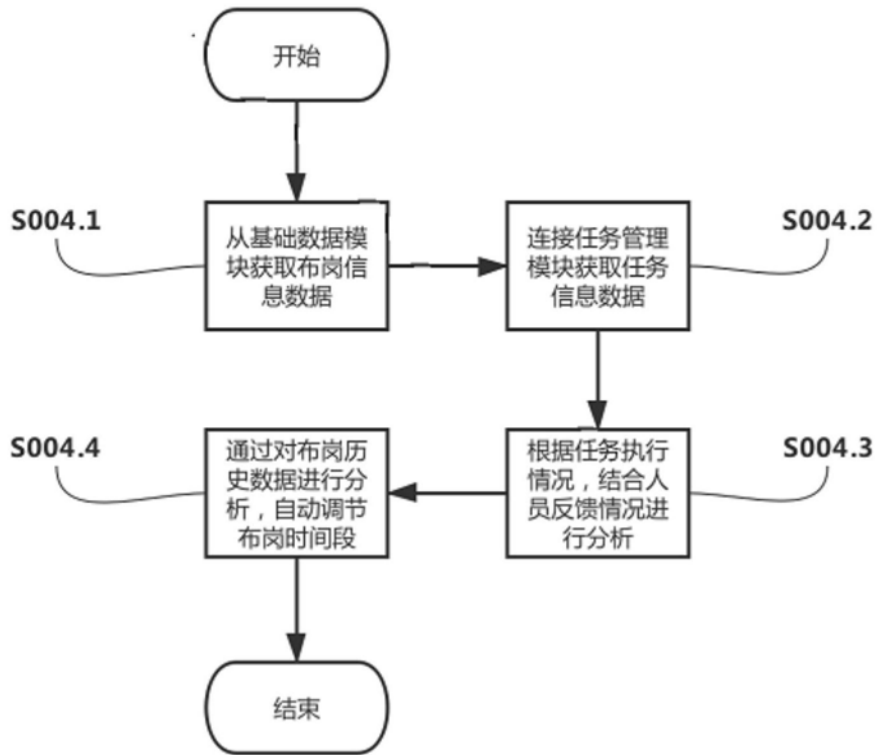 开始
S004.1
从基础数据模
块获取布岗信
息数据
连接任务管理
模块获取任务
信息数据
S004.2
S004.4
通过对布岗历
史数据进行分
析，自动调节
布岗时间段
根据任务执行
情况，结合人
员反馈情况进
行分析
S004.3
结束